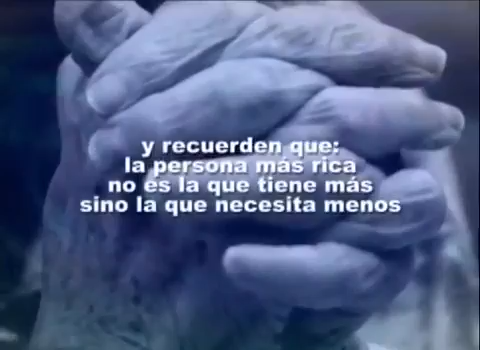 y recuerden que:
la persona más rica
no es la que tiene más
sino la que necesita menos